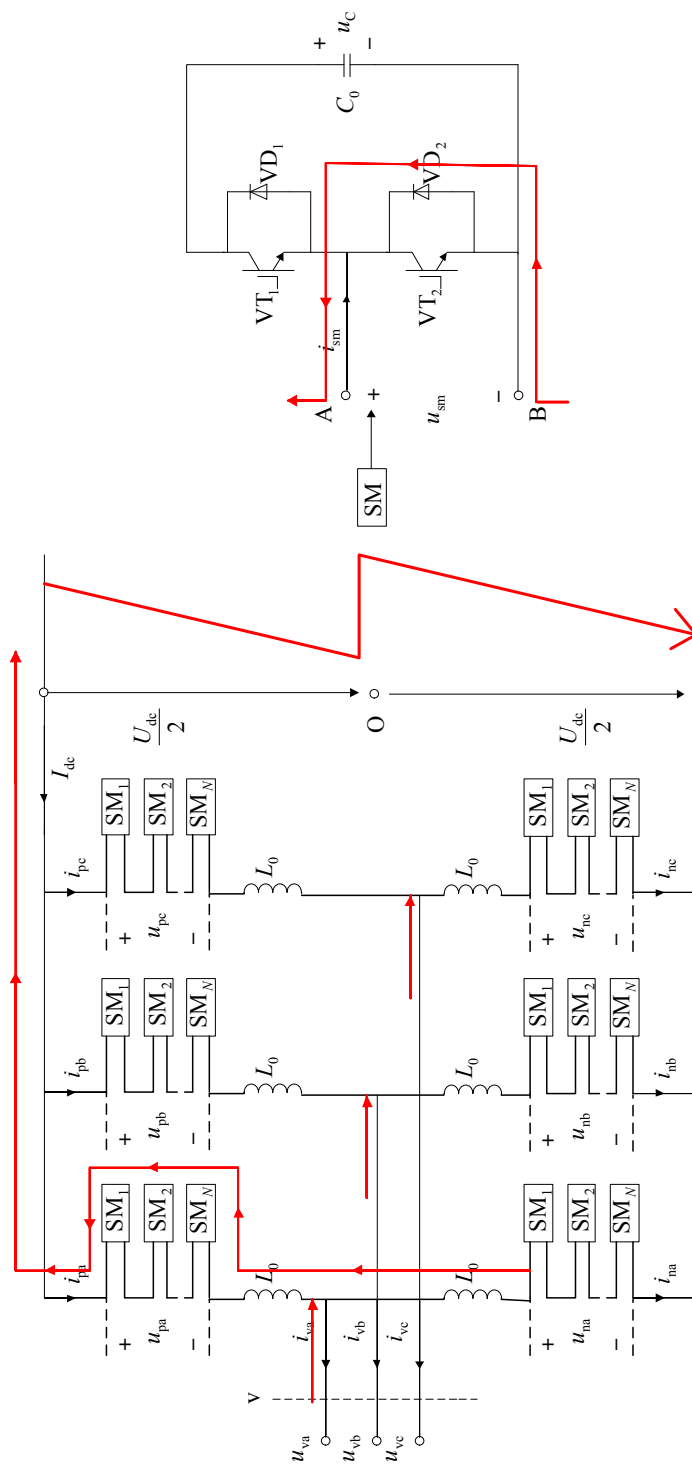 I_dc
U_dc/2
O
U_dc/2
i_pa
i_pb
i_pc
SM_1
SM_2
SM_N
SM_1
SM_2
SM_N
SM_1
SM_2
SM_N
+ u_pa −
+ u_pb −
+ u_pc −
L_0
L_0
L_0
v
u_va
i_va
u_vb
i_vb
u_vc
i_vc
L_0
L_0
L_0
SM_1
SM_2
SM_N
SM_1
SM_2
SM_N
SM_1
SM_2
SM_N
+ u_na −
+ u_nb −
+ u_nc −
i_na
i_nb
i_nc
SM
A
+
u_sm
−
B
i_sm
VT_1
VD_1
VT_2
VD_2
C_0
+
u_C
−